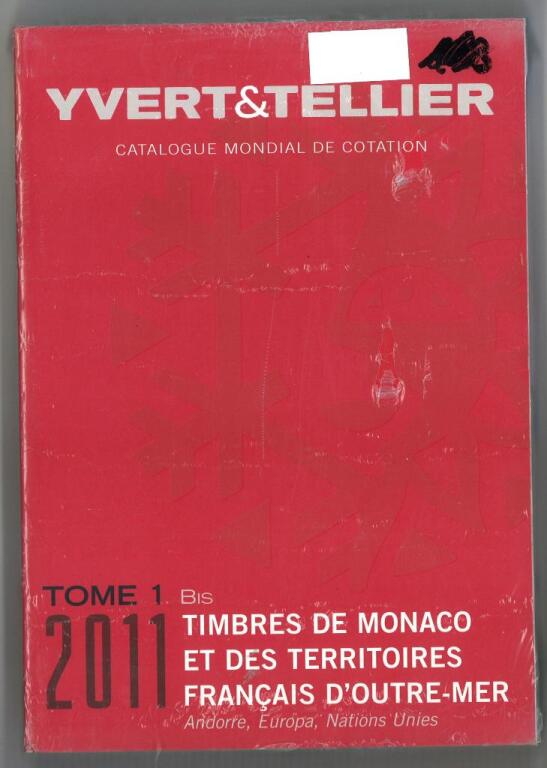 YVERT&TELLIER
CATALOGUE MONDIAL DE COTATION
TOME 1 BIS
2011
TIMBRES DE MONACO
ET DES TERRITOIRES
FRANÇAIS D'OUTRE-MER
Andorre, Europa, Nations Unies